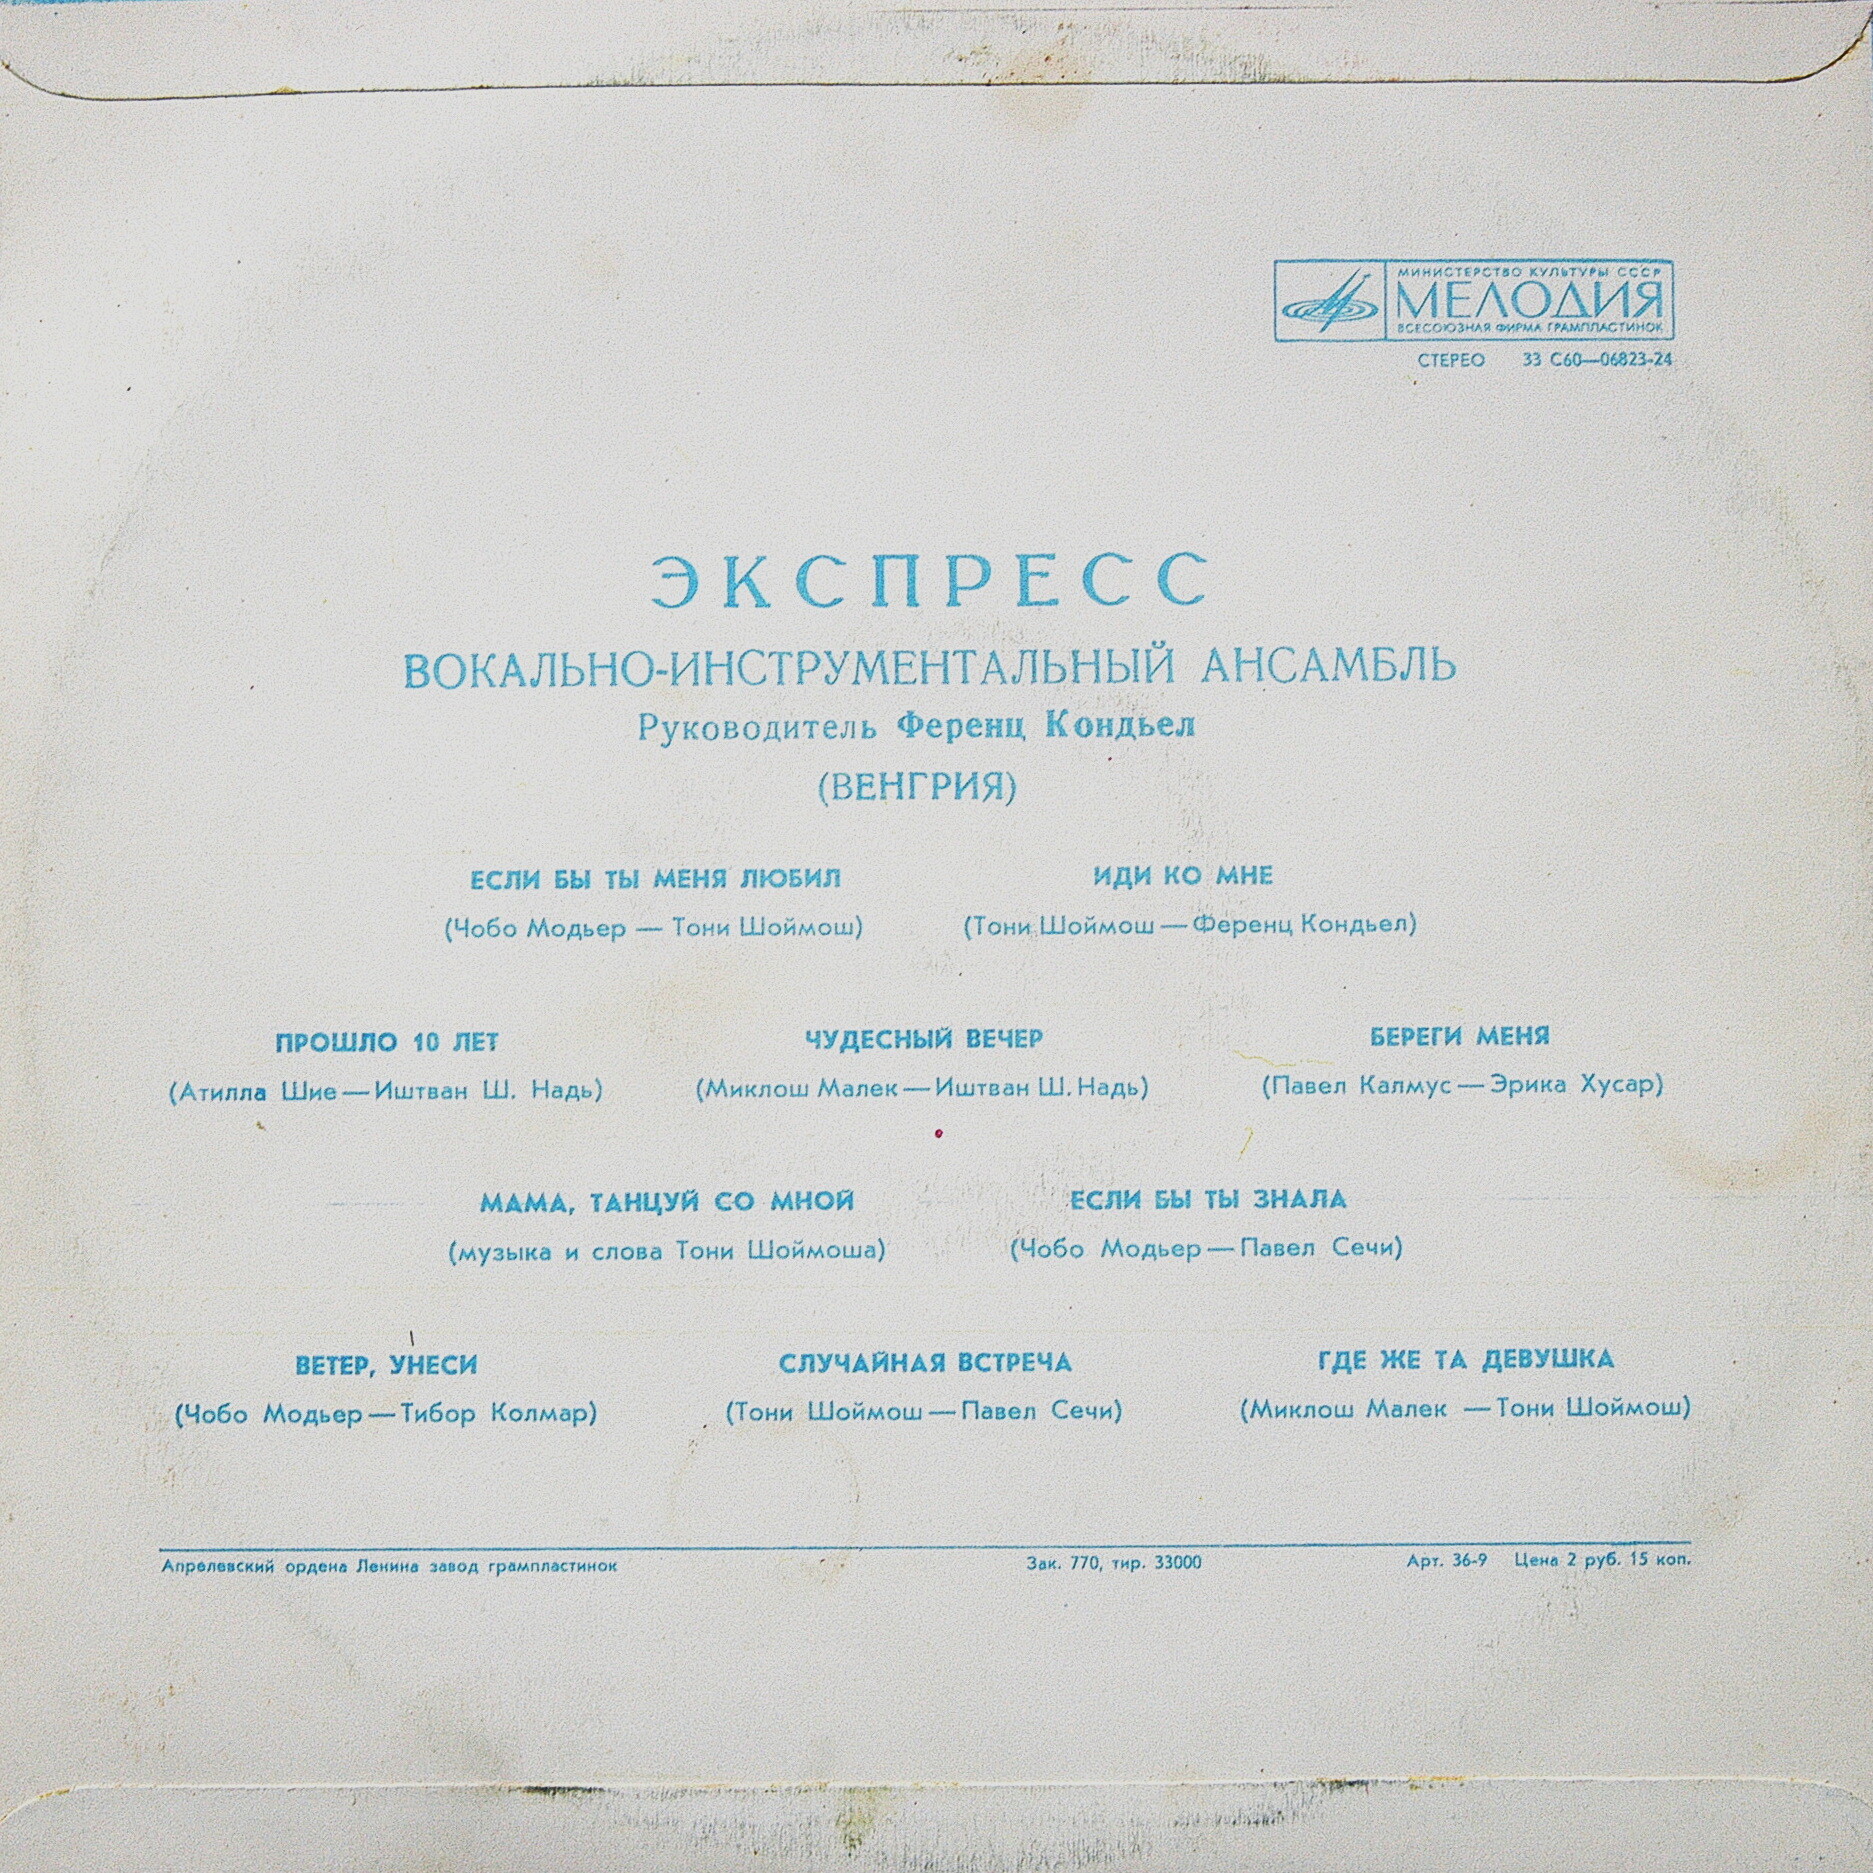 МИНИСТЕРСТВО КУЛЬТУРЫ СССР
МЕЛОДИЯ
ВСЕСОЮЗНАЯ ФИРМА ГРАМПЛАСТИНОК
СТЕРЕО 33 С60—06823-24
ЭКСПРЕСС
ВОКАЛЬНО-ИНСТРУМЕНТАЛЬНЫЙ АНСАМБЛЬ
Руководитель Ференц Кондьел
(ВЕНГРИЯ)
ЕСЛИ БЫ ТЫ МЕНЯ ЛЮБИЛ
(Чобо Модьер — Тони Шоймош)
ИДИ КО МНЕ
(Тони Шоймош — Ференц Кондьел)
ПРОШЛО 10 ЛЕТ
(Атилла Шие — Иштван Ш. Надь)
ЧУДЕСНЫЙ ВЕЧЕР
(Миклош Малек — Иштван Ш. Надь)
БЕРЕГИ МЕНЯ
(Павел Калмус — Эрика Хусар)
МАМА, ТАНЦУЙ СО МНОЙ
(музыка и слова Тони Шоймоша)
ЕСЛИ БЫ ТЫ ЗНАЛА
(Чобо Модьер — Павел Сечи)
ВЕТЕР, УНЕСИ
(Чобо Модьер — Тибор Колмар)
СЛУЧАЙНАЯ ВСТРЕЧА
(Тони Шоймош — Павел Сечи)
ГДЕ ЖЕ ТА ДЕВУШКА
(Миклош Малек — Тони Шоймош)
Апрелевский ордена Ленина завод грампластинок Зак. 770, тир. 33000 Арт. 36-9 Цена 2 руб. 15 коп.